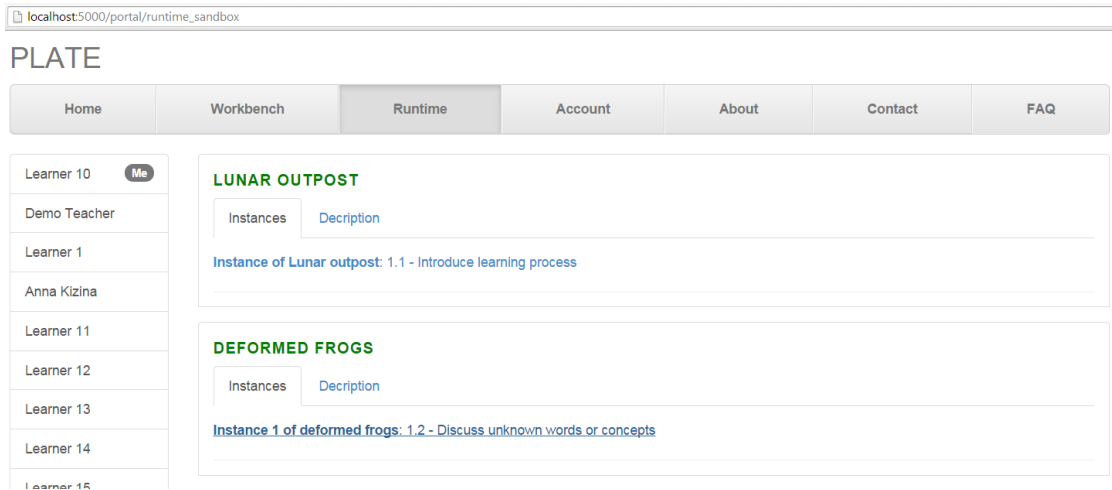 localhost:5000/portal/runtime_sandbox
PLATE
Home Workbench Runtime Account About Contact FAQ
Learner 10 Me
Demo Teacher
Learner 1
Anna Kizina
Learner 11
Learner 12
Learner 13
Learner 14
Learner 15
LUNAR OUTPOST
Instances Decription
Instance of Lunar outpost: 1.1 - Introduce learning process
DEFORMED FROGS
Instances Decription
Instance 1 of deformed frogs: 1.2 - Discuss unknown words or concepts